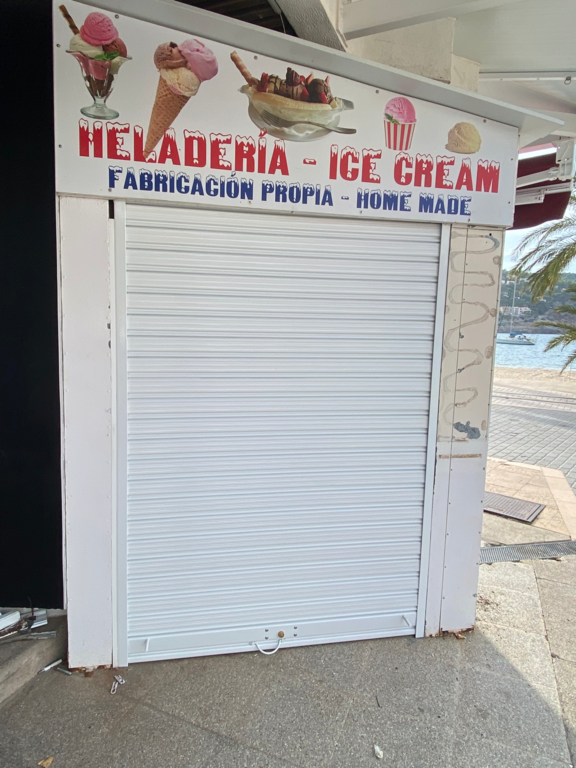 HELADERÍA - ICE CREAM
FABRICACIÓN PROPIA - HOME MADE